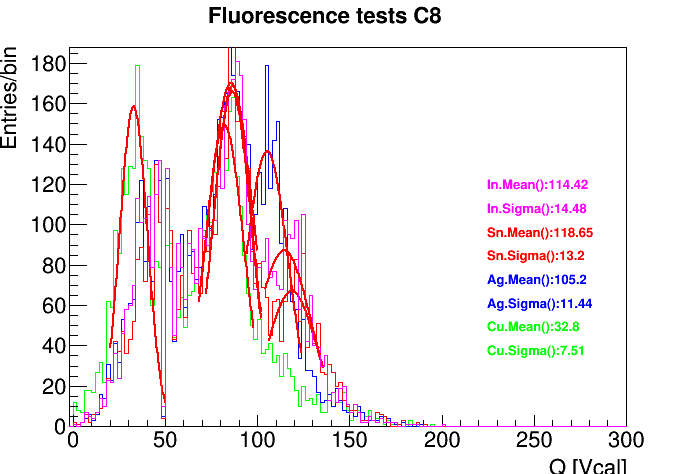 Fluorescence tests C8
Entries/bin
180
160
140
120
100
80
60
40
20
0
In.Mean():114.42
In.Sigma():14.48
Sn.Mean():118.65
Sn.Sigma():13.2
Ag.Mean():105.2
Ag.Sigma():11.44
Cu.Mean():32.8
Cu.Sigma():7.51
0 50 100 150 200 250 300
Q [Vcal]